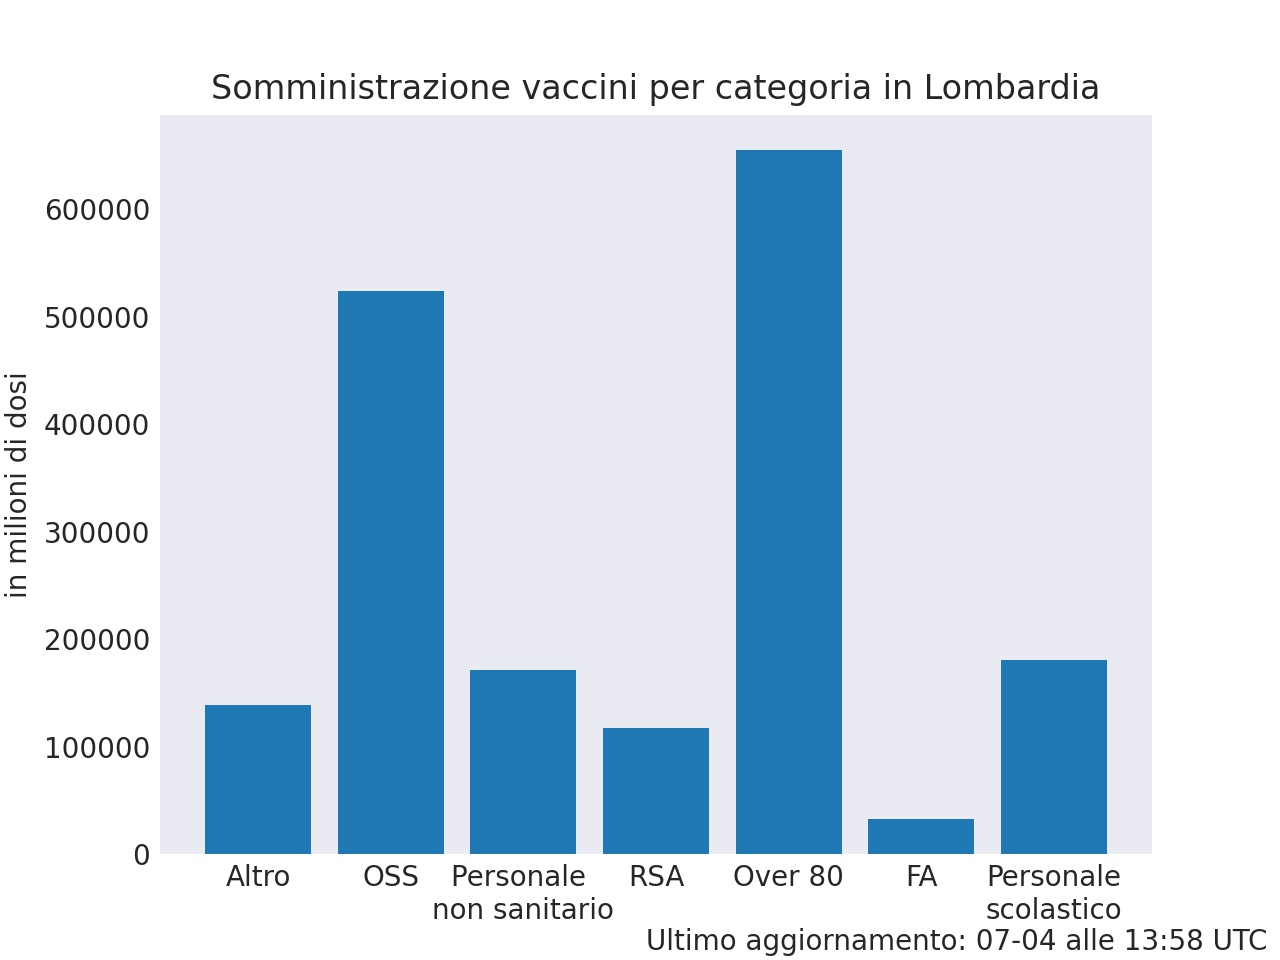 Somministrazione vaccini per categoria in Lombardia
600000
500000
400000
300000
200000
100000
0
in milioni di dosi
Altro
OSS
Personale
non sanitario
RSA
Over 80
FA
Personale
scolastico
Ultimo aggiornamento: 07-04 alle 13:58 UTC